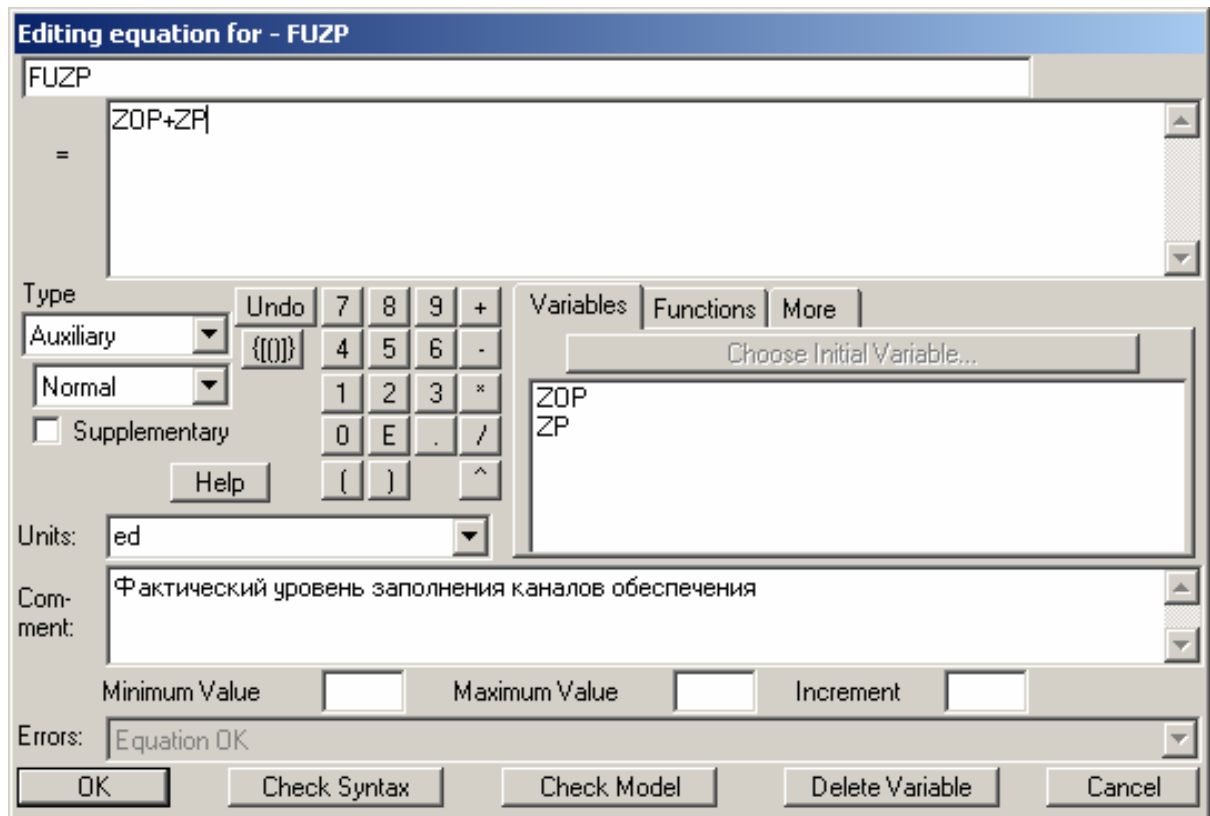 Editing equation for - FUZP
FUZP
=
ZOP+ZP
Type
Auxiliary
Normal
Supplementary
Help
Undo 7 8 9 +
{[()]} 4 5 6 -
1 2 3 *
0 E . /
( ) ^
Variables Functions More
Choose Initial Variable...
ZOP
ZP
Units: ed
Com-
ment:
Фактический уровень заполнения каналов обеспечения
Minimum Value Maximum Value Increment
Errors: Equation OK
OK Check Syntax Check Model Delete Variable Cancel